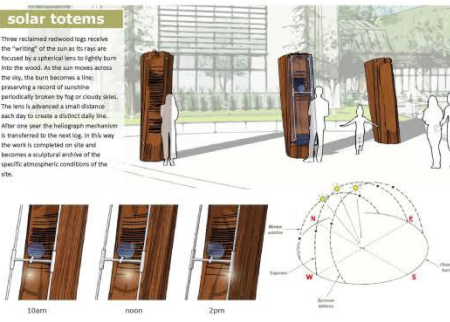 solar totems
Three reclaimed redwood logs receive
the "writing" of the sun as its rays are
focused by a spherical lens to lightly burn
into the wood. As the sun moves across
the sky, the burn becomes a line;
preserving a record of sunshine
periodically broken by fog or cloudy skies.
The lens is advanced a small distance
each day to create a distinct daily line.
After one year the heliograph mechanism
is transferred to the next log. In this way
the work is completed on site and
becomes a sculptural archive of the
specific atmospheric conditions of the
site.
N
E
Winter
solstice
Equinox
W
S
Summer
solstice
10am
noon
2pm